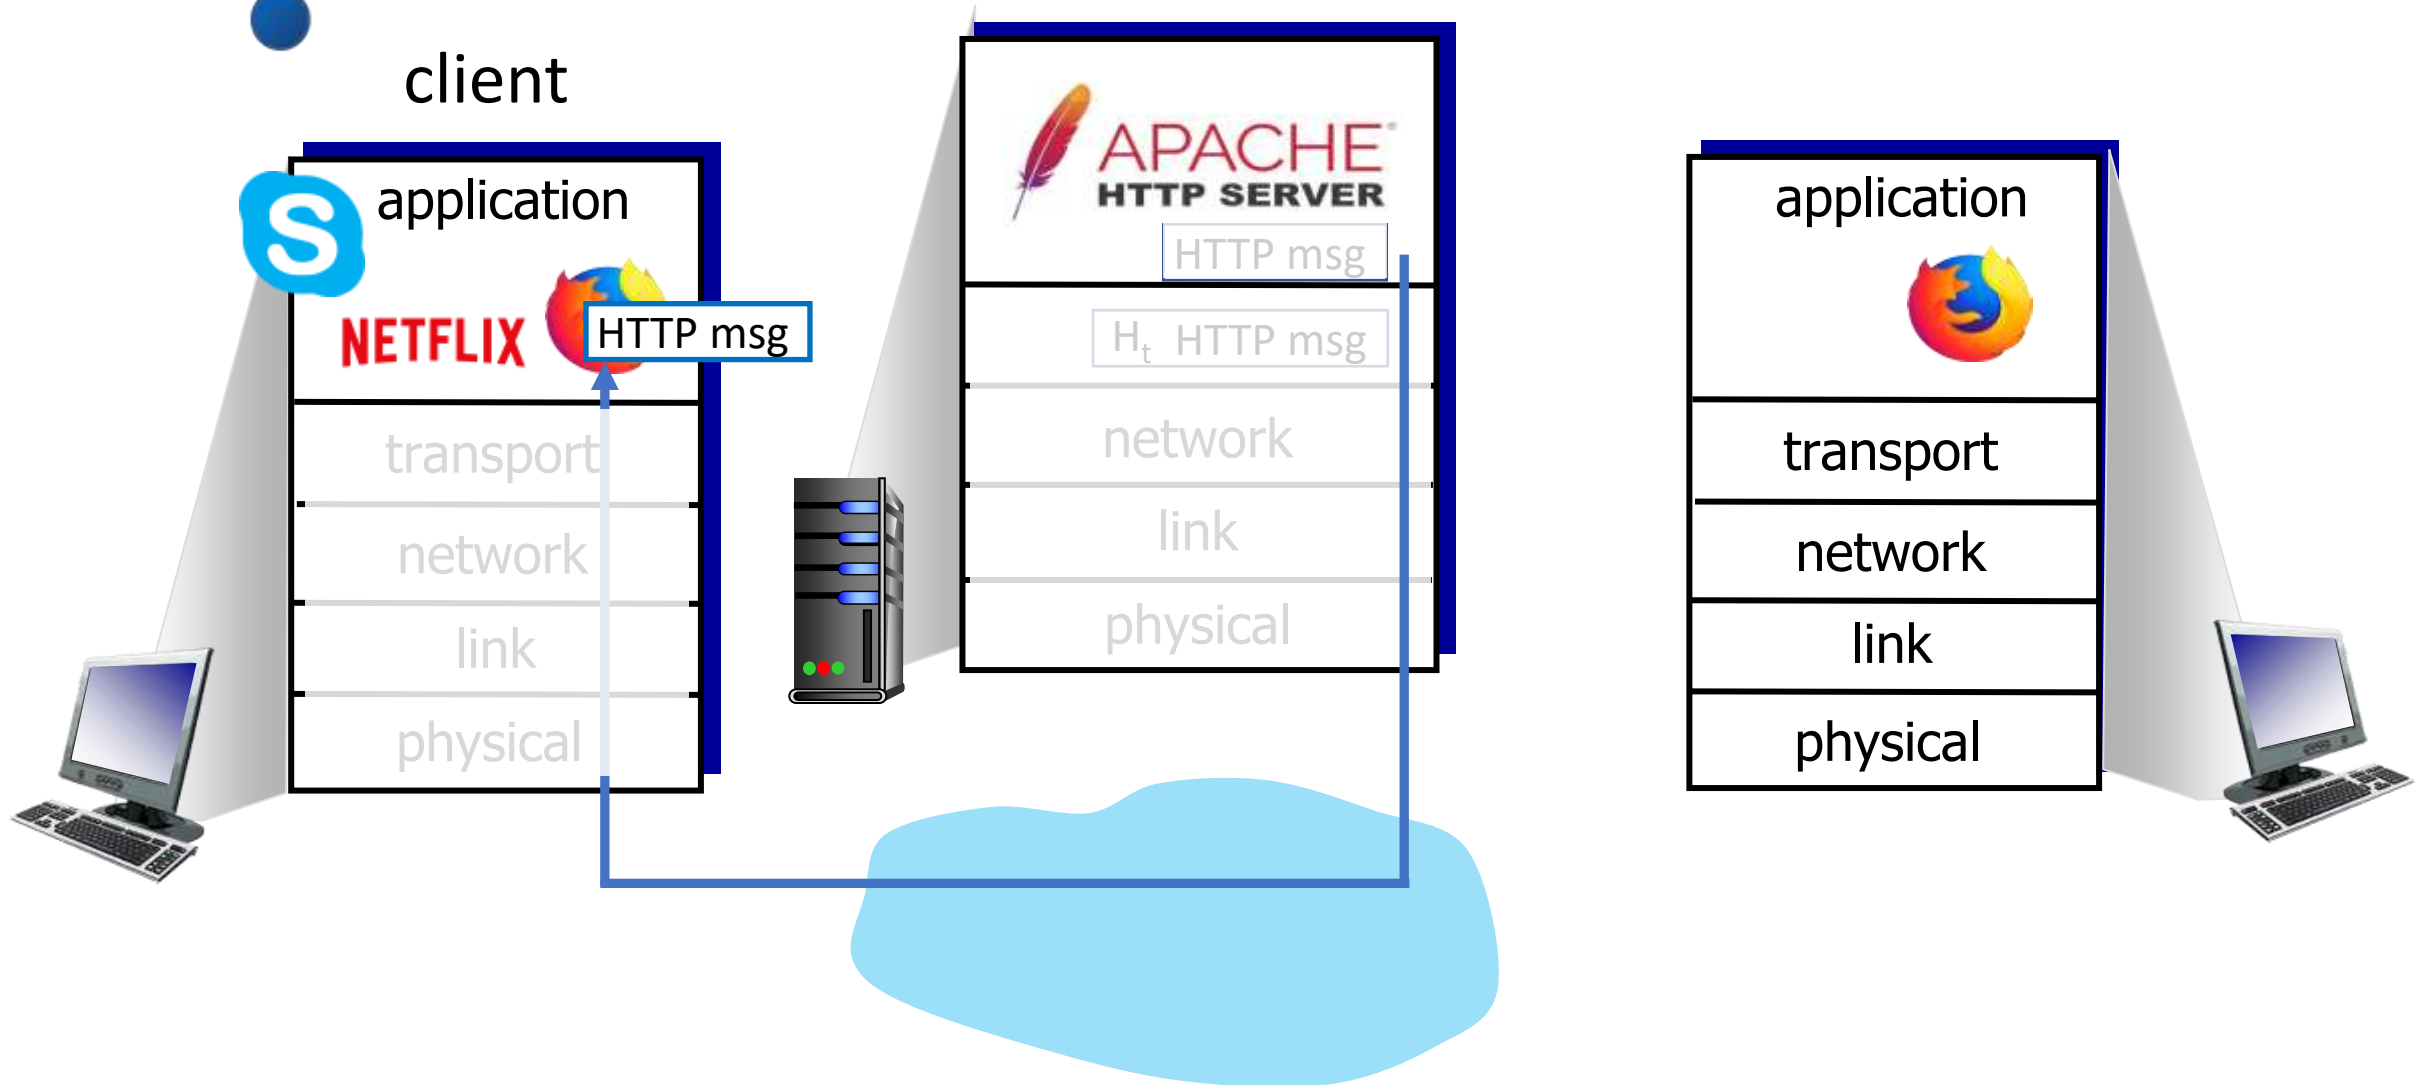 client
application
NETFLIX
HTTP msg
transport
network
link
physical
APACHE
HTTP SERVER
HTTP msg
Ht HTTP msg
network
link
physical
application
transport
network
link
physical